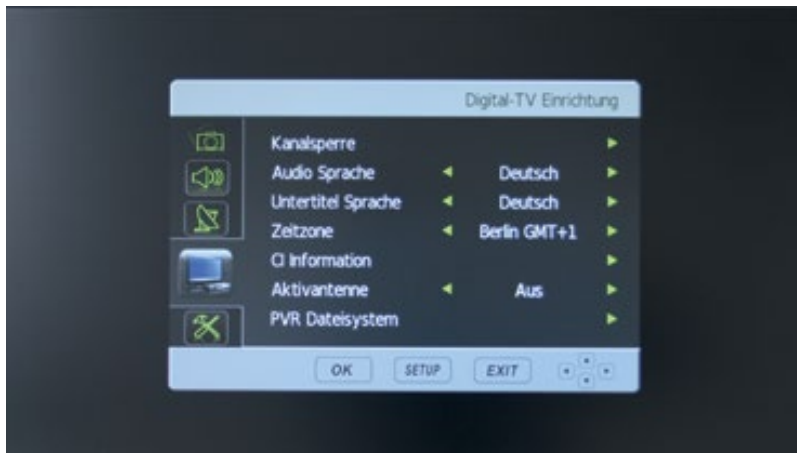 Digital-TV Einrichtung
Kanalsperre
Audio Sprache Deutsch
Untertitel Sprache Deutsch
Zeitzone Berlin GMT+1
CI Information
Aktivantenne Aus
PVR Dateisystem
OK SETUP EXIT